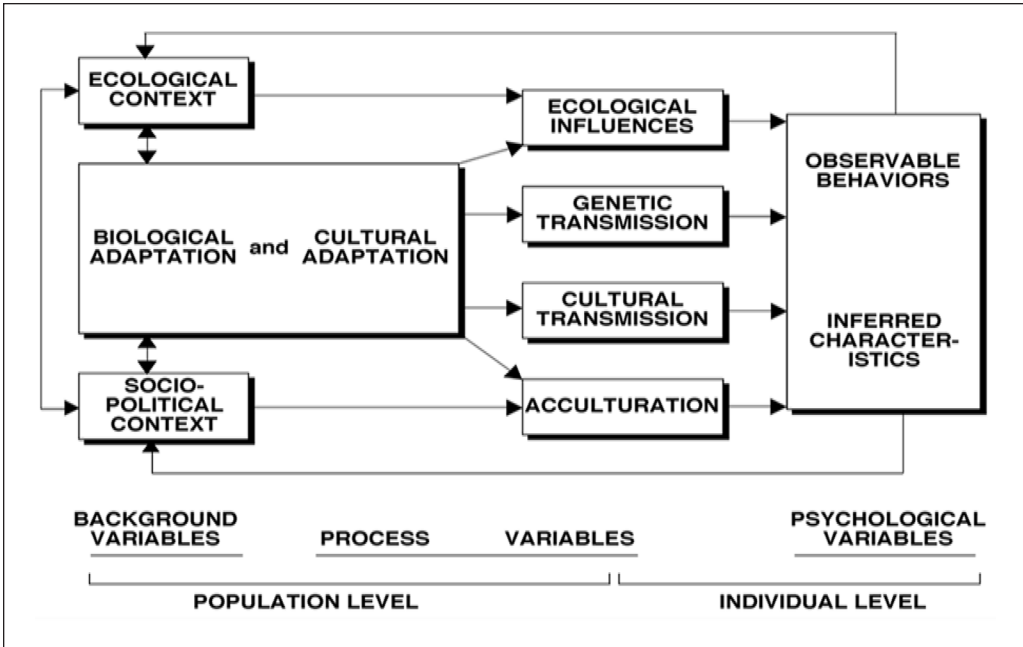 ECOLOGICAL
CONTEXT
ECOLOGICAL
INFLUENCES
OBSERVABLE
BEHAVIORS
BIOLOGICAL
ADAPTATION
and
CULTURAL
ADAPTATION
GENETIC
TRANSMISSION
CULTURAL
TRANSMISSION
INFERRED
CHARACTER-
ISTICS
SOCIO-
POLITICAL
CONTEXT
ACCULTURATION
BACKGROUND
VARIABLES
PROCESS VARIABLES
PSYCHOLOGICAL
VARIABLES
POPULATION LEVEL
INDIVIDUAL LEVEL